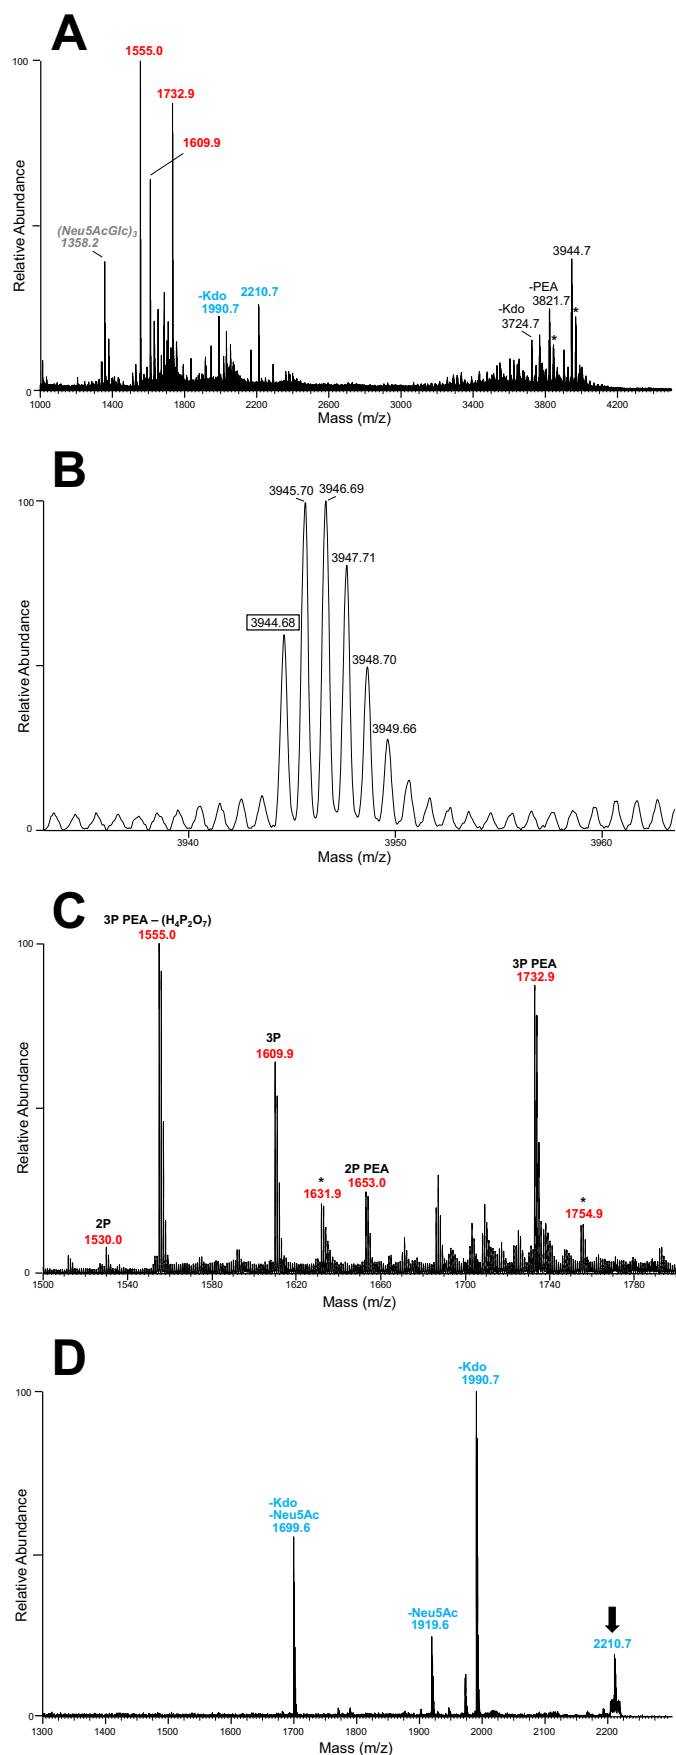 A
Relative Abundance
100
0
1555.0
1732.9
1609.9
(Neu5AcGlc)3
1358.2
-Kdo
1990.7
2210.7
3944.7
-PEA
3821.7
*
-Kdo
3724.7
*
1000 1400 1800 2200 2600 3000 3400 3800 4200
Mass (m/z)
B
Relative Abundance
100
0
3945.70 3946.69
3947.71
3944.68
3948.70
3949.66
3940 3950 3960
Mass (m/z)
C
Relative Abundance
100
0
3P PEA – (H4P2O7)
1555.0
3P PEA
1732.9
3P
1609.9
2P PEA
1653.0
*
1631.9
*
1754.9
2P
1530.0
1500 1540 1580 1620 1660 1700 1740 1780
Mass (m/z)
D
Relative Abundance
100
0
-Kdo
1990.7
-Kdo
-Neu5Ac
1699.6
-Neu5Ac
1919.6
2210.7
1300 1400 1500 1600 1700 1800 1900 2000 2100 2200
Mass (m/z)